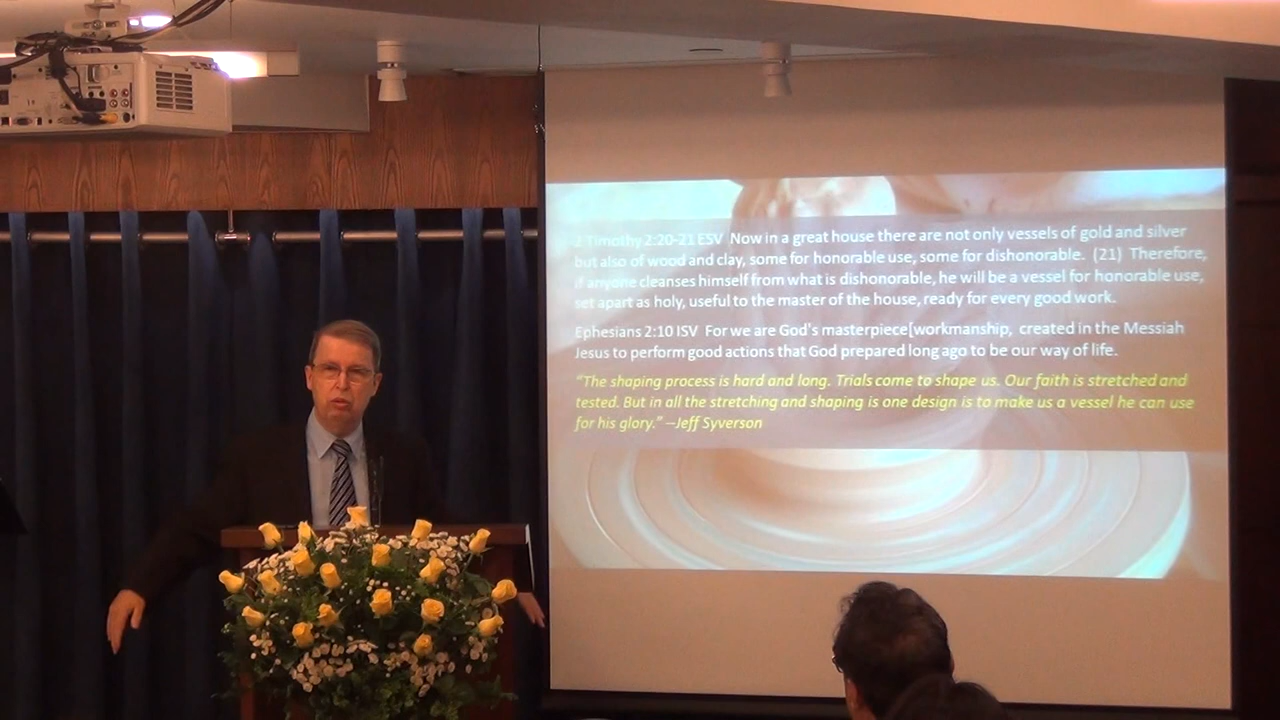 2 Timothy 2:20-21 ESV Now in a great house there are not only vessels of gold and silver
but also of wood and clay, some for honorable use, some for dishonorable. (21) Therefore,
if anyone cleanses himself from what is dishonorable, he will be a vessel for honorable use,
set apart as holy, useful to the master of the house, ready for every good work.
Ephesians 2:10 ISV For we are God's masterpiece[workmanship, created in the Messiah
Jesus to perform good actions that God prepared long ago to be our way of life.
“The shaping process is hard and long. Trials come to shape us. Our faith is stretched and
tested. But in all the stretching and shaping is one design is to make us a vessel he can use
for his glory.” –Jeff Syverson